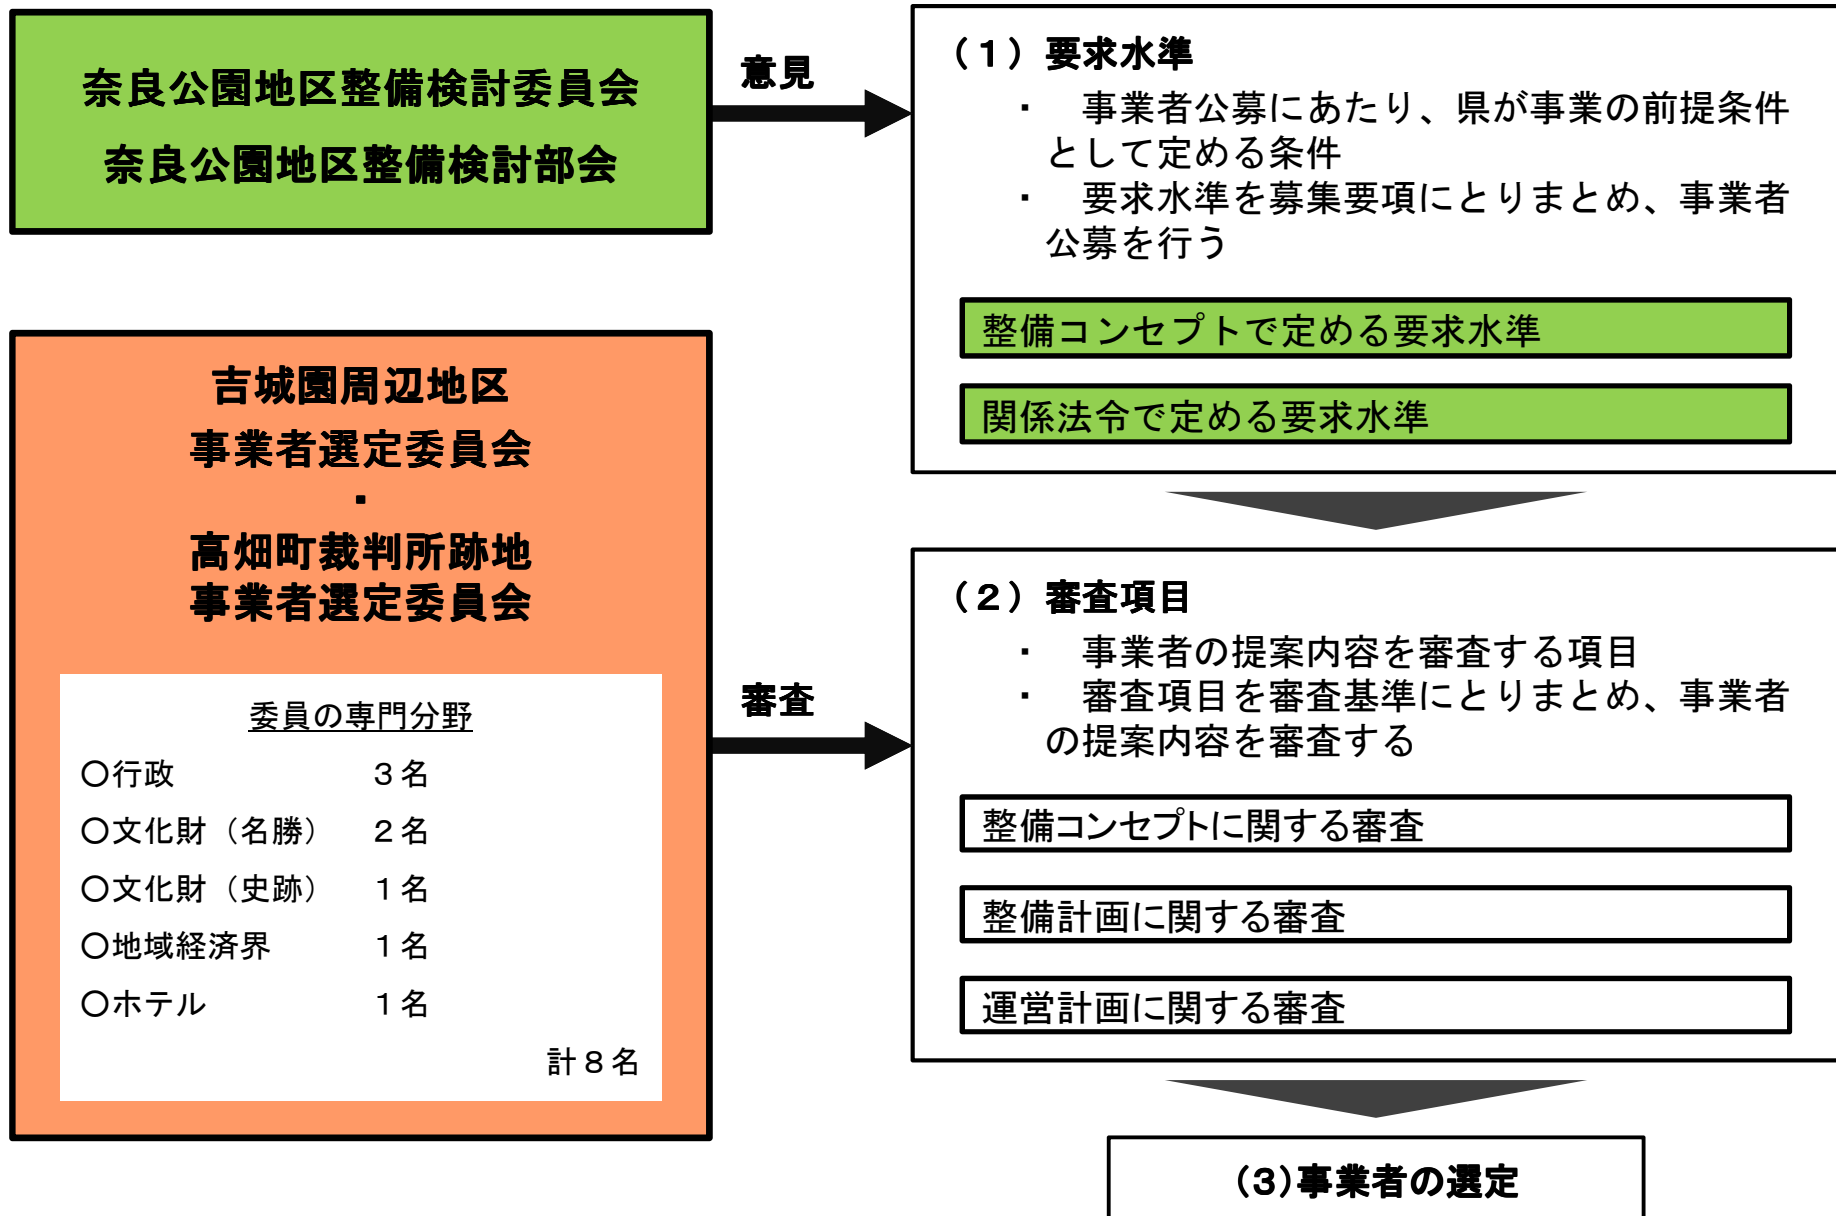 奈良公園地区整備検討委員会
奈良公園地区整備検討部会
意見
（１）要求水準
・　事業者公募にあたり、県が事業の前提条件
として定める条件
・　要求水準を募集要項にとりまとめ、事業者
公募を行う
整備コンセプトで定める要求水準
関係法令で定める要求水準
吉城園周辺地区
事業者選定委員会
・
高畑町裁判所跡地
事業者選定委員会
委員の専門分野
〇行政　３名
〇文化財（名勝）　２名
〇文化財（史跡）　１名
〇地域経済界　１名
〇ホテル　１名
計８名
審査
（２）審査項目
・　事業者の提案内容を審査する項目
・　審査項目を審査基準にとりまとめ、事業者
の提案内容を審査する
整備コンセプトに関する審査
整備計画に関する審査
運営計画に関する審査
（3）事業者の選定